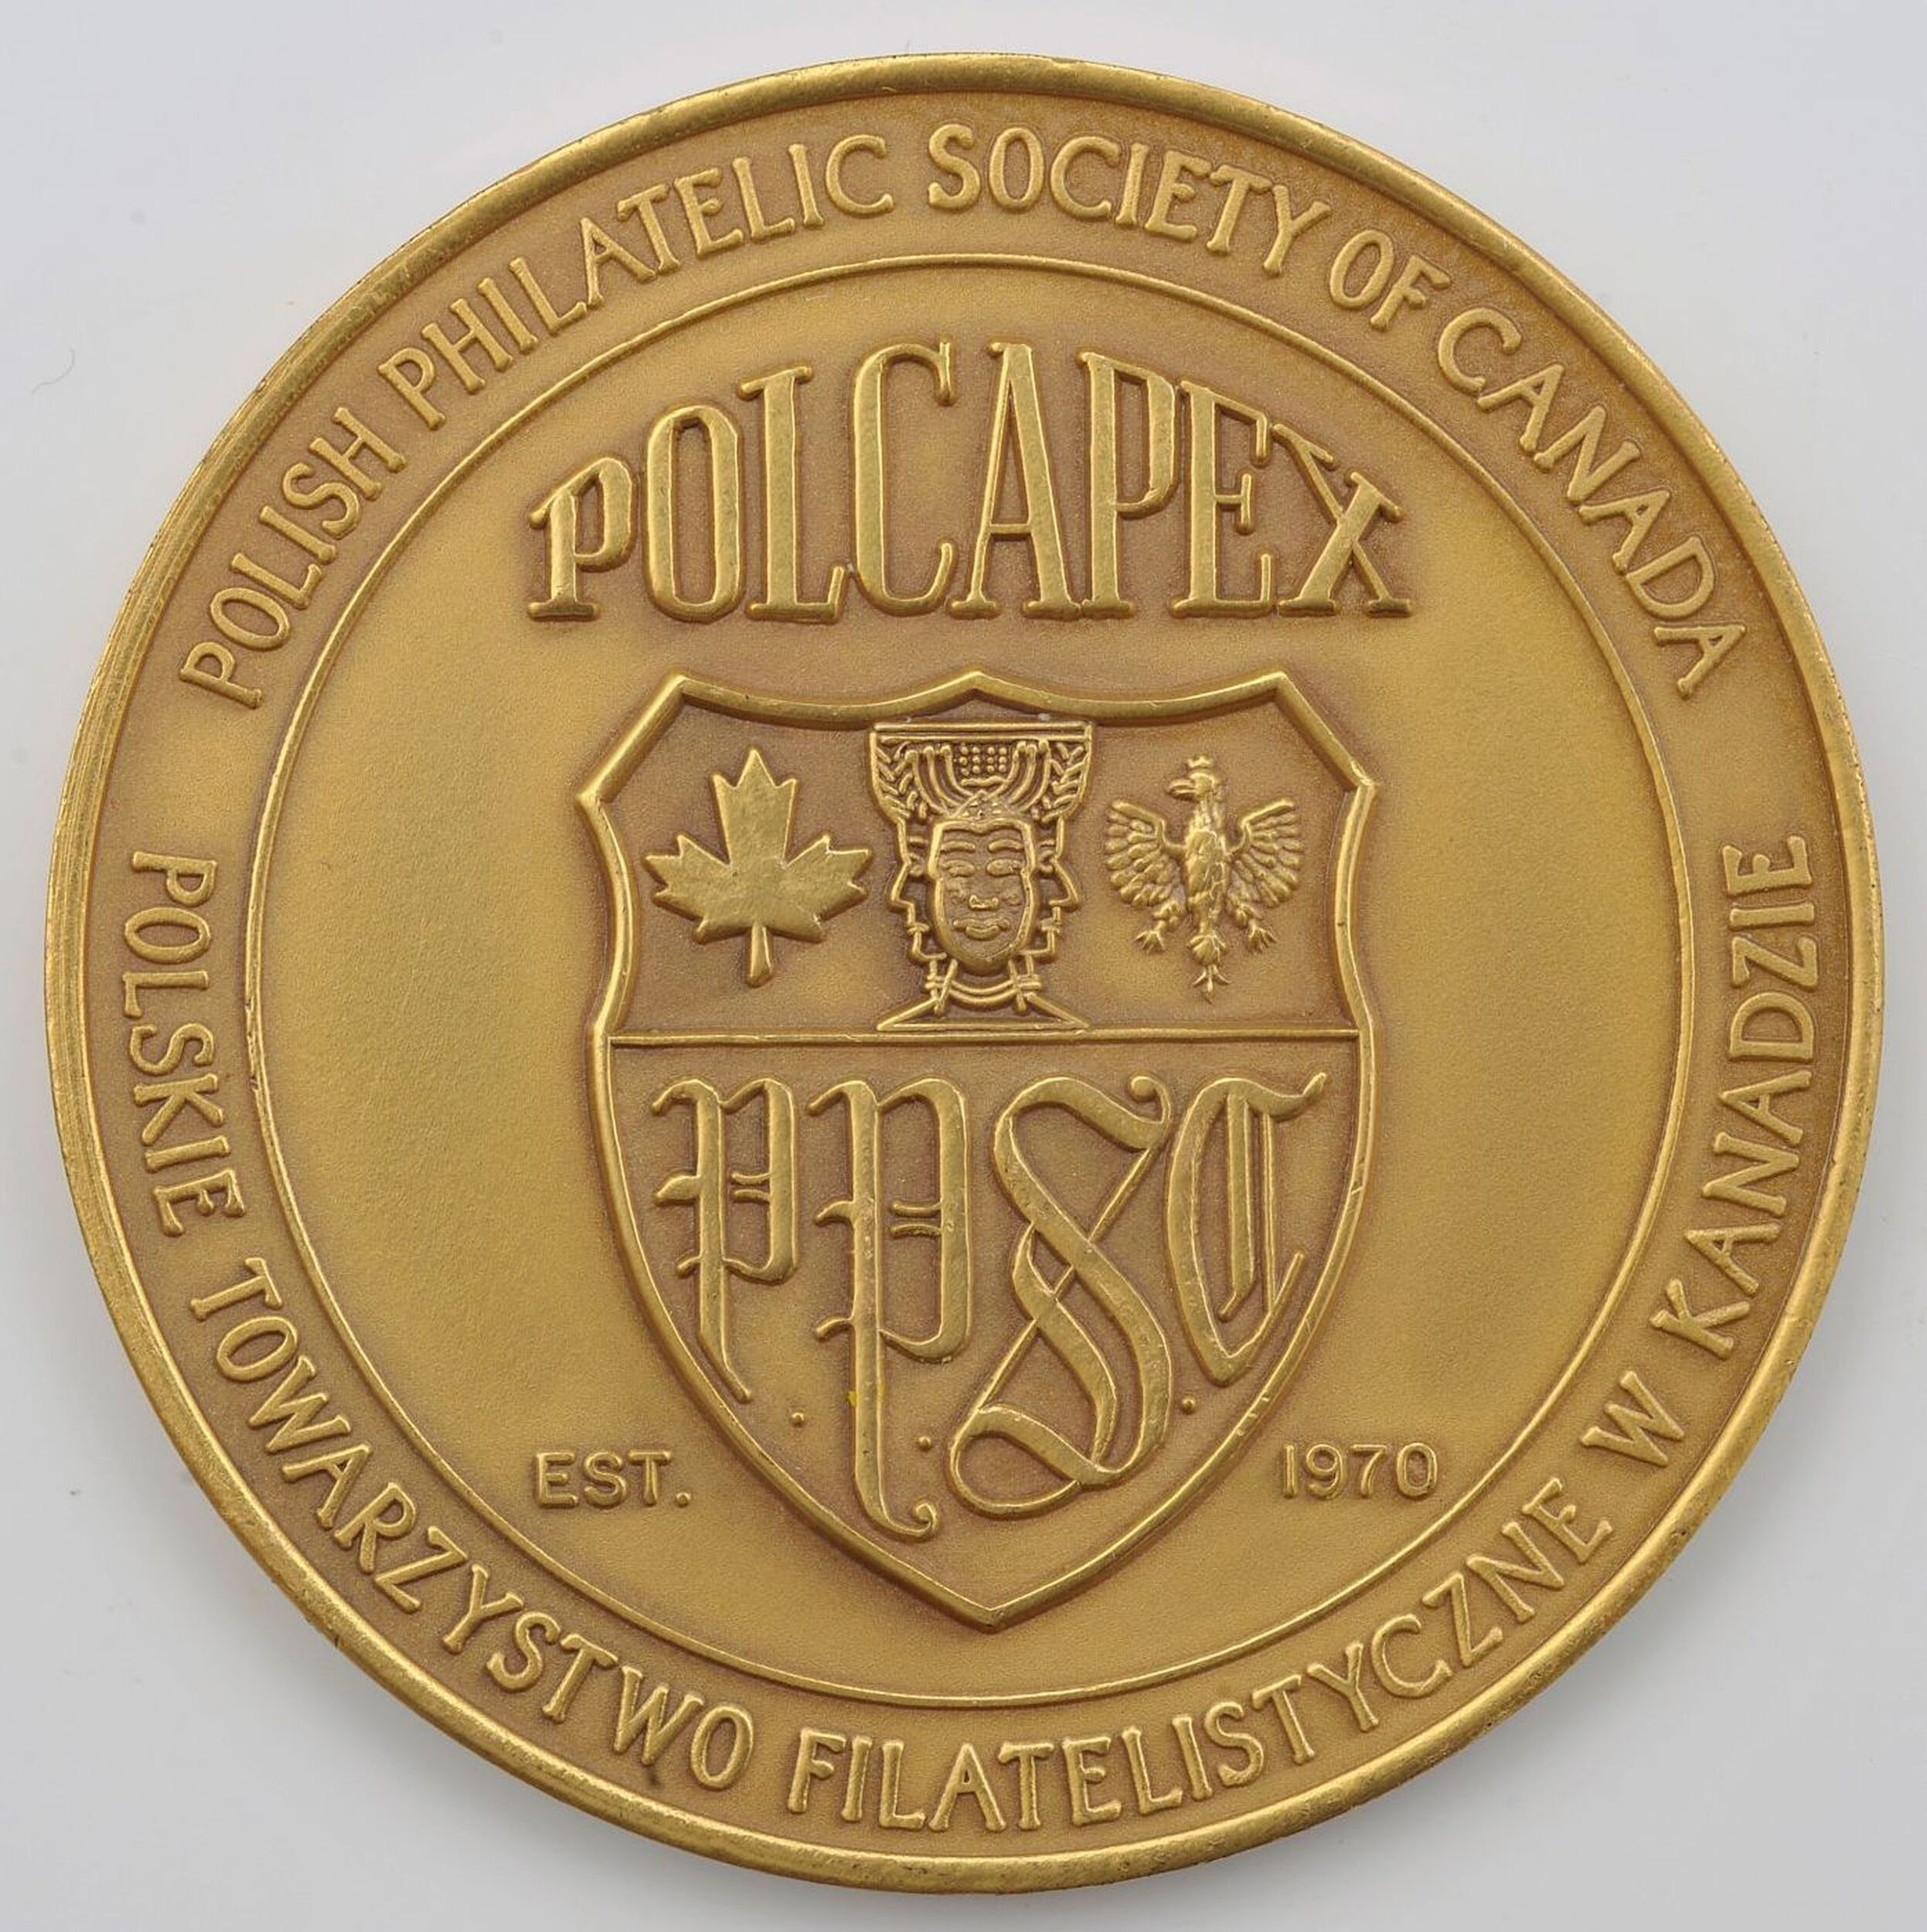 POLISH PHILATELIC SOCIETY OF CANADA
POLCAPEX
PPSC
EST. 1970
POLSKIE TOWARZYSTWO FILATELISTYCZNE W KANADZIE